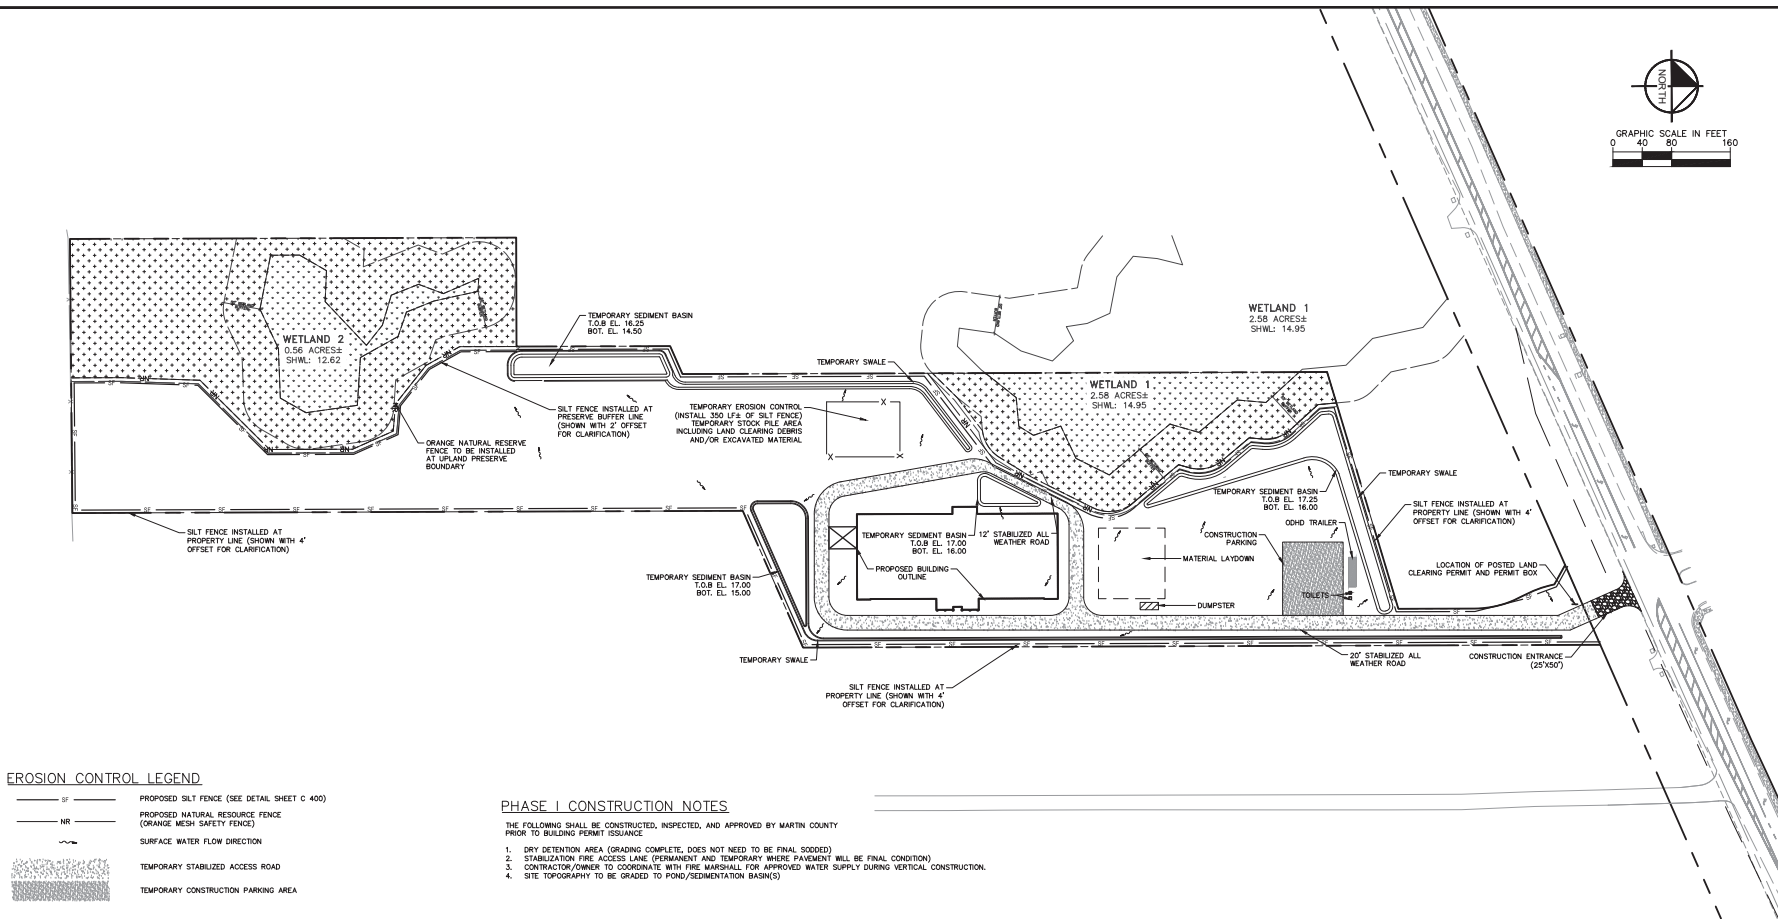 NORTH
GRAPHIC SCALE IN FEET
0 40 80 160
WETLAND 1
2.58 ACRES±
SHWL: 14.95
TEMPORARY SEDIMENT BASIN
T.O.B EL. 16.25
BOT. EL. 14.50
WETLAND 2
0.56 ACRES±
SHWL: 12.62
TEMPORARY SWALE
WETLAND 1
2.58 ACRES±
SHWL: 14.95
SILT FENCE INSTALLED AT
PRESERVE BUFFER LINE
(SHOWN WITH 2' OFFSET
FOR CLARIFICATION)
TEMPORARY EROSION CONTROL
(INSTALL 350 LF± OF SILT FENCE)
TEMPORARY STOCK PILE AREA
INCLUDING LAND CLEARING DEBRIS
AND/OR EXCAVATED MATERIAL
ORANGE NATURAL RESERVE
FENCE TO BE INSTALLED
AT UPLAND PRESERVE
BOUNDARY
TEMPORARY SWALE
TEMPORARY SEDIMENT BASIN
T.O.B EL. 17.25
BOT. EL. 16.00
SILT FENCE INSTALLED AT
PROPERTY LINE (SHOWN WITH 4'
OFFSET FOR CLARIFICATION)
ODHD TRAILER
SILT FENCE INSTALLED AT
PROPERTY LINE (SHOWN WITH 4'
OFFSET FOR CLARIFICATION)
TEMPORARY SEDIMENT BASIN
T.O.B EL. 17.00
BOT. EL. 16.00
12' STABILIZED ALL
WEATHER ROAD
CONSTRUCTION
PARKING
MATERIAL LAYDOWN
PROPOSED BUILDING
OUTLINE
LOCATION OF POSTED LAND
CLEARING PERMIT AND PERMIT BOX
TEMPORARY SEDIMENT BASIN
T.O.B EL. 17.00
BOT. EL. 15.00
TOILETS
DUMPSTER
TEMPORARY SWALE
20' STABILIZED ALL
WEATHER ROAD
CONSTRUCTION ENTRANCE
(25'X50')
SILT FENCE INSTALLED AT
PROPERTY LINE (SHOWN WITH 4'
OFFSET FOR CLARIFICATION)
EROSION CONTROL LEGEND
SF PROPOSED SILT FENCE (SEE DETAIL SHEET C 400)
NR PROPOSED NATURAL RESOURCE FENCE
(ORANGE MESH SAFETY FENCE)
SURFACE WATER FLOW DIRECTION
TEMPORARY STABILIZED ACCESS ROAD
TEMPORARY CONSTRUCTION PARKING AREA
PHASE I CONSTRUCTION NOTES
THE FOLLOWING SHALL BE CONSTRUCTED, INSPECTED, AND APPROVED BY MARTIN COUNTY
PRIOR TO BUILDING PERMIT ISSUANCE
1. DRY DETENTION AREA (GRADING COMPLETE, DOES NOT NEED TO BE FINAL SODDED)
2. STABILIZATION FIRE ACCESS LANE (PERMANENT AND TEMPORARY WHERE PAVEMENT WILL BE FINAL CONDITION)
3. CONTRACTOR/OWNER TO COORDINATE WITH FIRE MARSHALL FOR APPROVED WATER SUPPLY DURING VERTICAL CONSTRUCTION.
4. SITE TOPOGRAPHY TO BE GRADED TO POND/SEDIMENTATION BASIN(S)